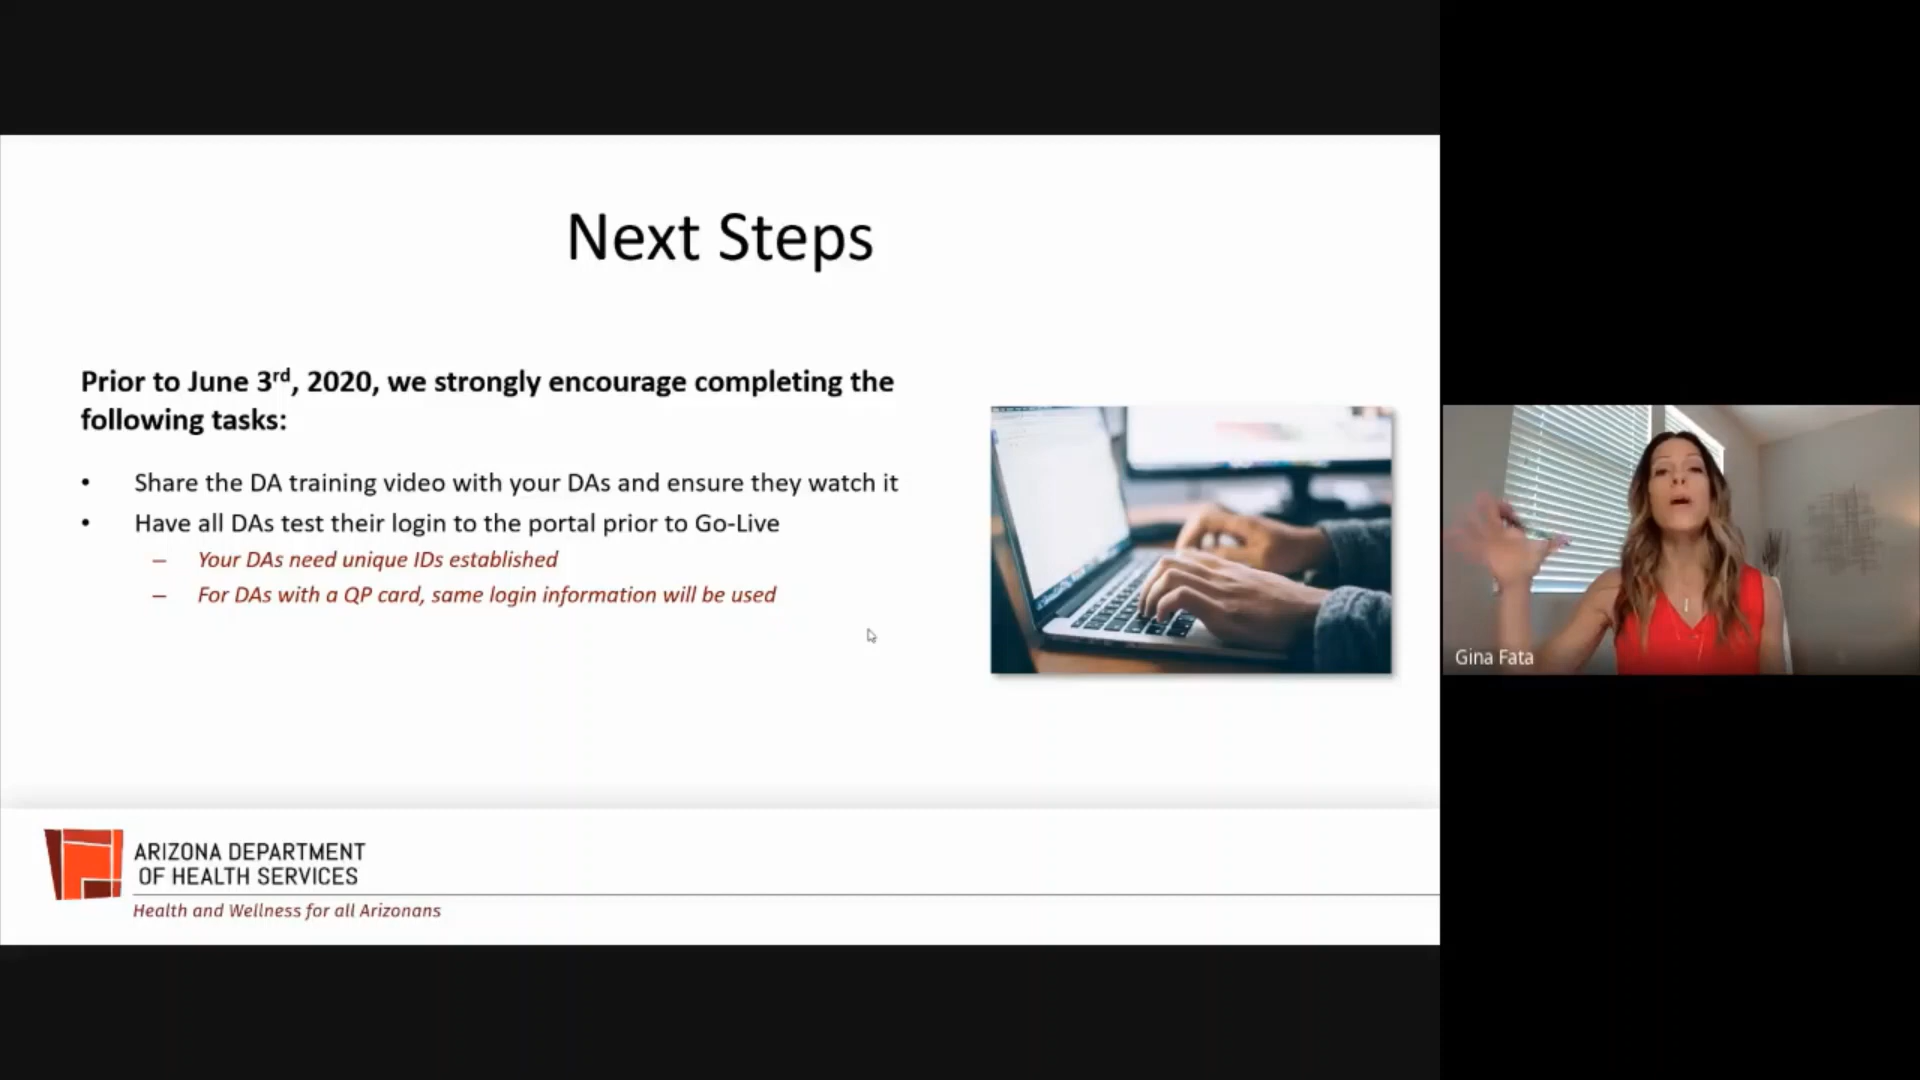 Next Steps
Prior to June 3rd, 2020, we strongly encourage completing the
following tasks:
• Share the DA training video with your DAs and ensure they watch it
• Have all DAs test their login to the portal prior to Go-Live
– Your DAs need unique IDs established
– For DAs with a QP card, same login information will be used
Gina Fata
ARIZONA DEPARTMENT
OF HEALTH SERVICES
Health and Wellness for all Arizonans